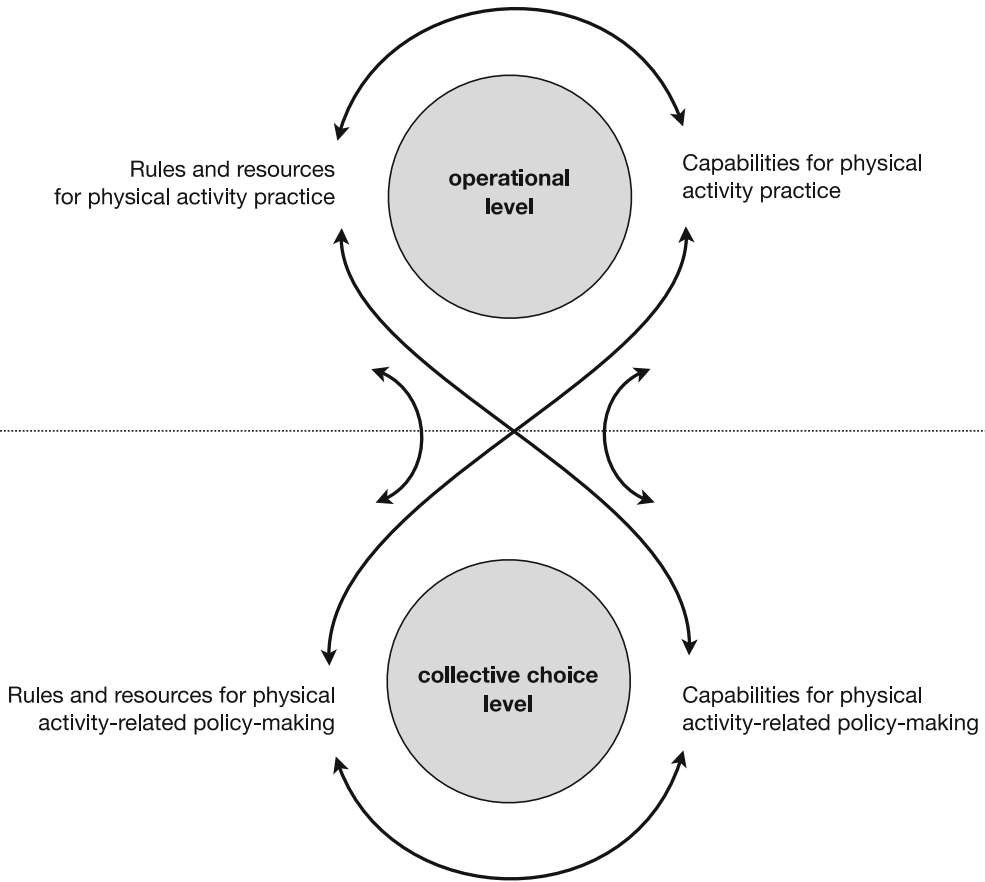 Rules and resources
for physical activity practice
operational
level
Capabilities for physical
activity practice
Rules and resources for physical
activity-related policy-making
collective choice
level
Capabilities for physical
activity-related policy-making